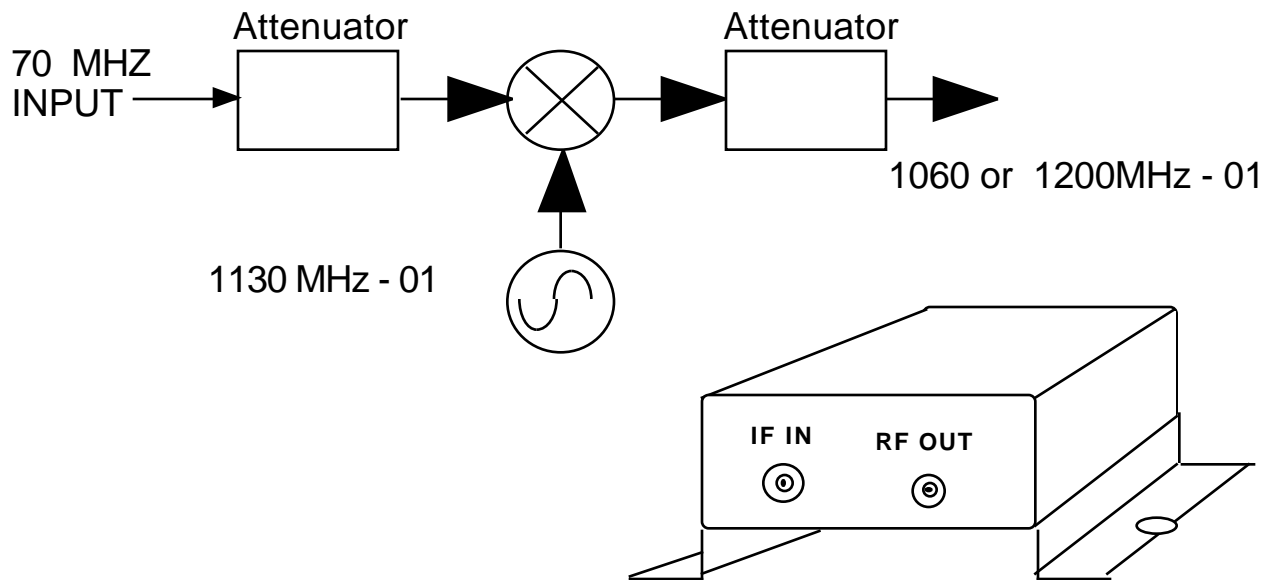 Attenuator
Attenuator
70 MHZ
INPUT
1060 or 1200MHz - 01
1130 MHz - 01
IF IN
RF OUT